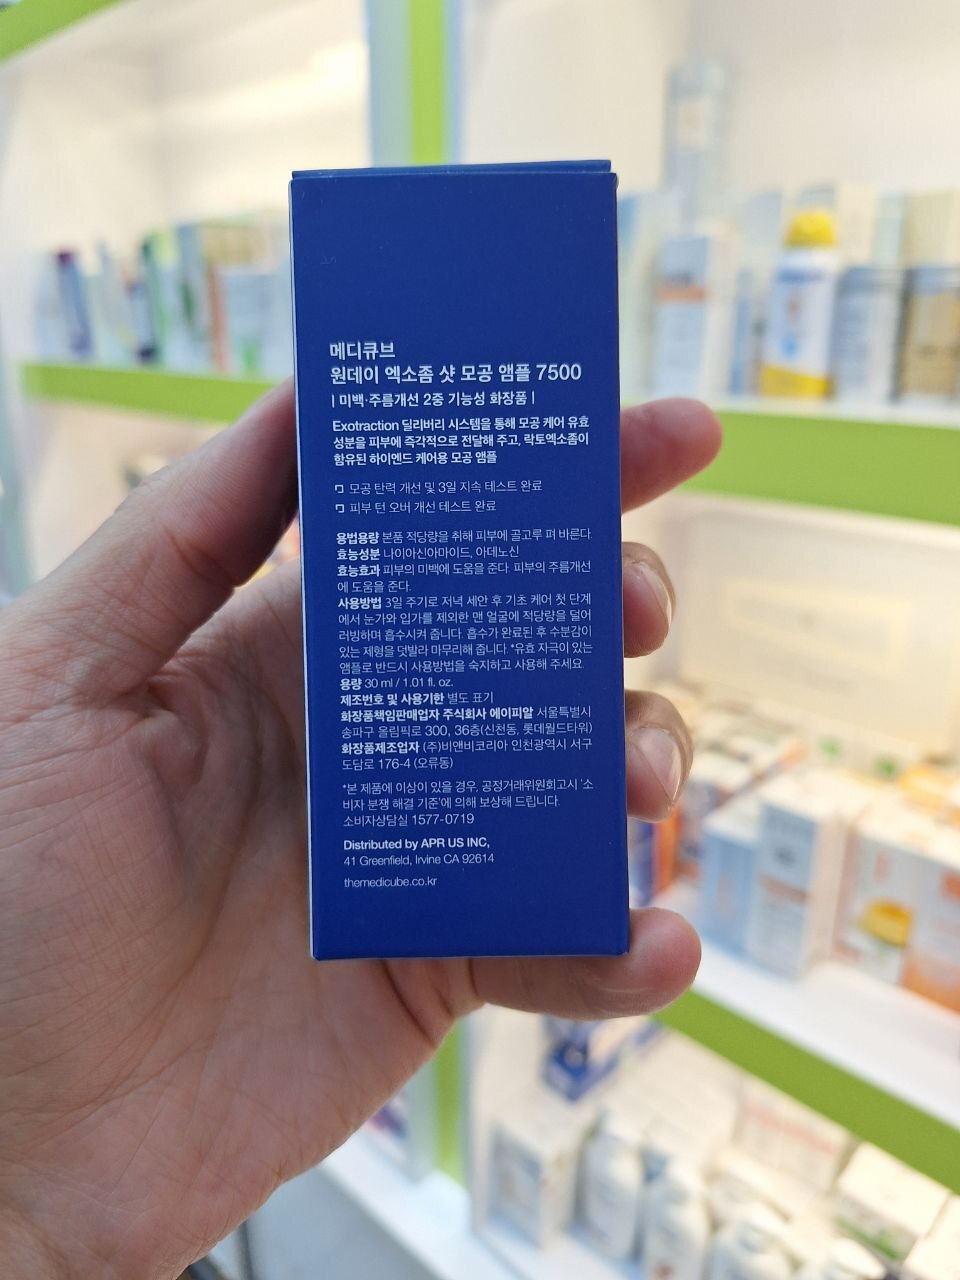 메디큐브
원데이 엑소좀 샷 모공 앰플 7500
| 미백·주름개선 2중 기능성 화장품 |
Exotraction 딜리버리 시스템을 통해 모공 케어 유효
성분을 피부에 즉각적으로 전달해 주고, 락토엑소좀이
함유된 하이엔드 케어용 모공 앰플
모공 탄력 개선 및 3일 지속 테스트 완료
피부 턴 오버 개선 테스트 완료
용법용량 본품 적당량을 취해 피부에 골고루 펴 바른다.
효능성분 나이아신아마이드, 아데노신
효능효과 피부의 미백에 도움을 준다. 피부의 주름개선
에 도움을 준다.
사용방법 3일 주기로 저녁 세안 후 기초 케어 첫 단계
에서 눈가와 입가를 제외한 맨 얼굴에 적당량을 덜어
러빙하며 흡수시켜 줍니다. 흡수가 완료된 후 수분감이
있는 제형을 덧발라 마무리해 줍니다. *유효 자극이 있는
앰플로 반드시 사용방법을 숙지하고 사용해 주세요.
용량 30 ml / 1.01 fl. oz.
제조번호 및 사용기한 별도 표기
화장품책임판매업자 주식회사 에이피알 서울특별시
송파구 올림픽로 300, 36층(신천동, 롯데월드타워)
화장품제조업자 (주)비앤비코리아 인천광역시 서구
도담로 176-4 (오류동)
*본 제품에 이상이 있을 경우, 공정거래위원회고시 '소
비자 분쟁 해결 기준'에 의해 보상해 드립니다.
소비자상담실 1577-0719
Distributed by APR US INC,
41 Greenfield, Irvine CA 92614
themedicube.co.kr